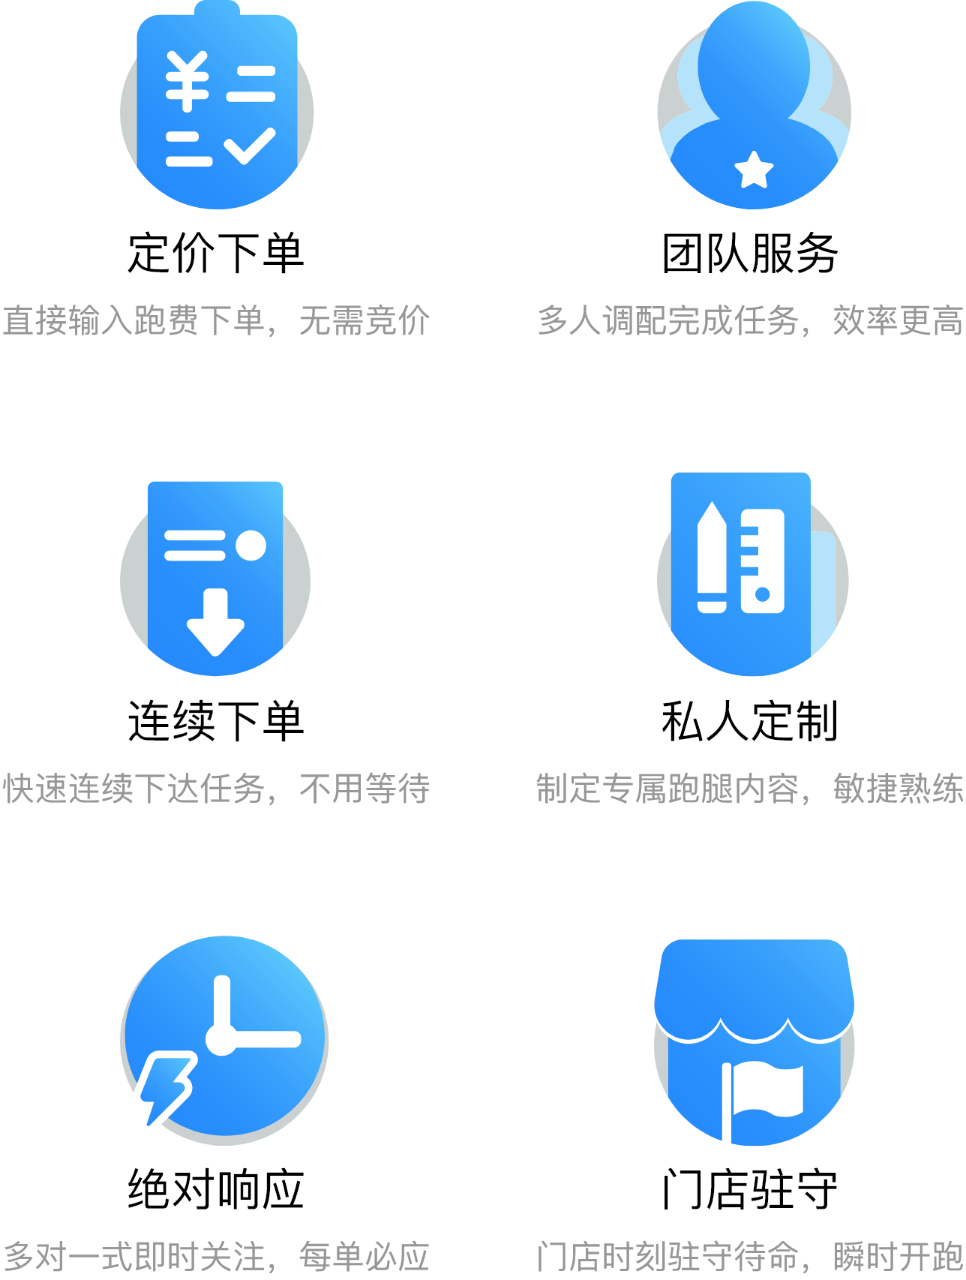 定价下单
直接输入跑费下单，无需竞价
团队服务
多人调配完成任务，效率更高
连续下单
快速连续下达任务，不用等待
私人定制
制定专属跑腿内容，敏捷熟练
绝对响应
多对一式即时关注，每单必应
门店驻守
门店时刻驻守待命，瞬时开跑